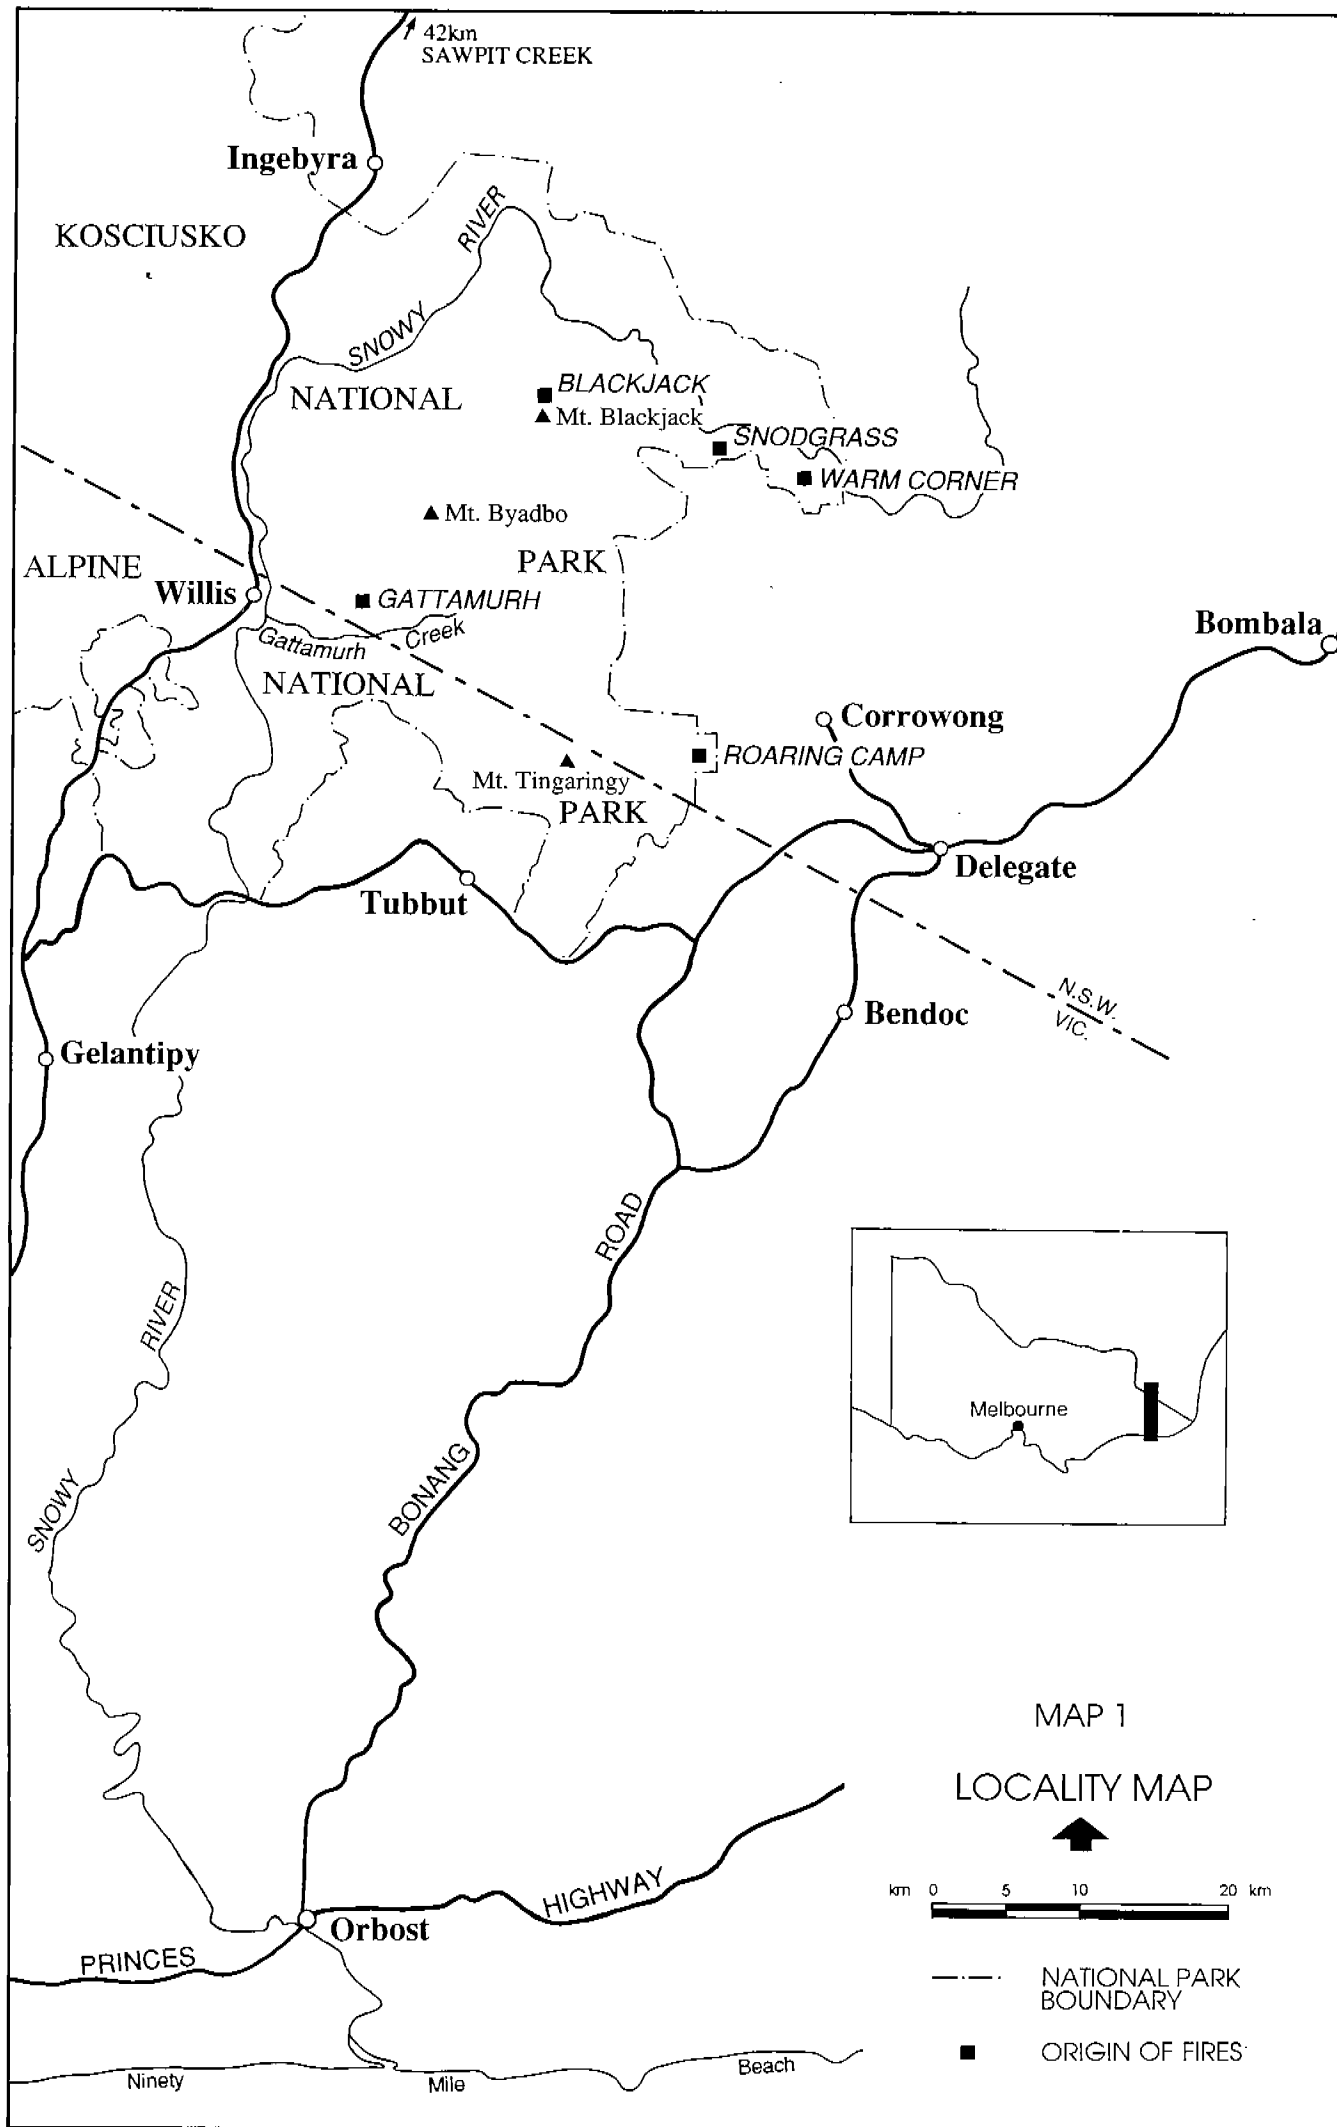 42km
SAWPIT CREEK
Ingebyra
KOSCIUSKO
RIVER
SNOWY
NATIONAL
BLACKJACK
Mt. Blackjack
SNODGRASS
WARM CORNER
Mt. Byadbo
PARK
ALPINE
Willis
GATTAMURH
Gattamurh Creek
NATIONAL
Bombala
Corrowong
ROARING CAMP
Mt. Tingaringy
PARK
Delegate
Tubbut
N.S.W.
VIC.
Bendoc
Gelantipy
ROAD
RIVER
Melbourne
BONANG
SNOWY
MAP 1
LOCALITY MAP
km 0 5 10 20 km
HIGHWAY
Orbost
PRINCES
NATIONAL PARK
BOUNDARY
ORIGIN OF FIRES
Ninety Mile Beach